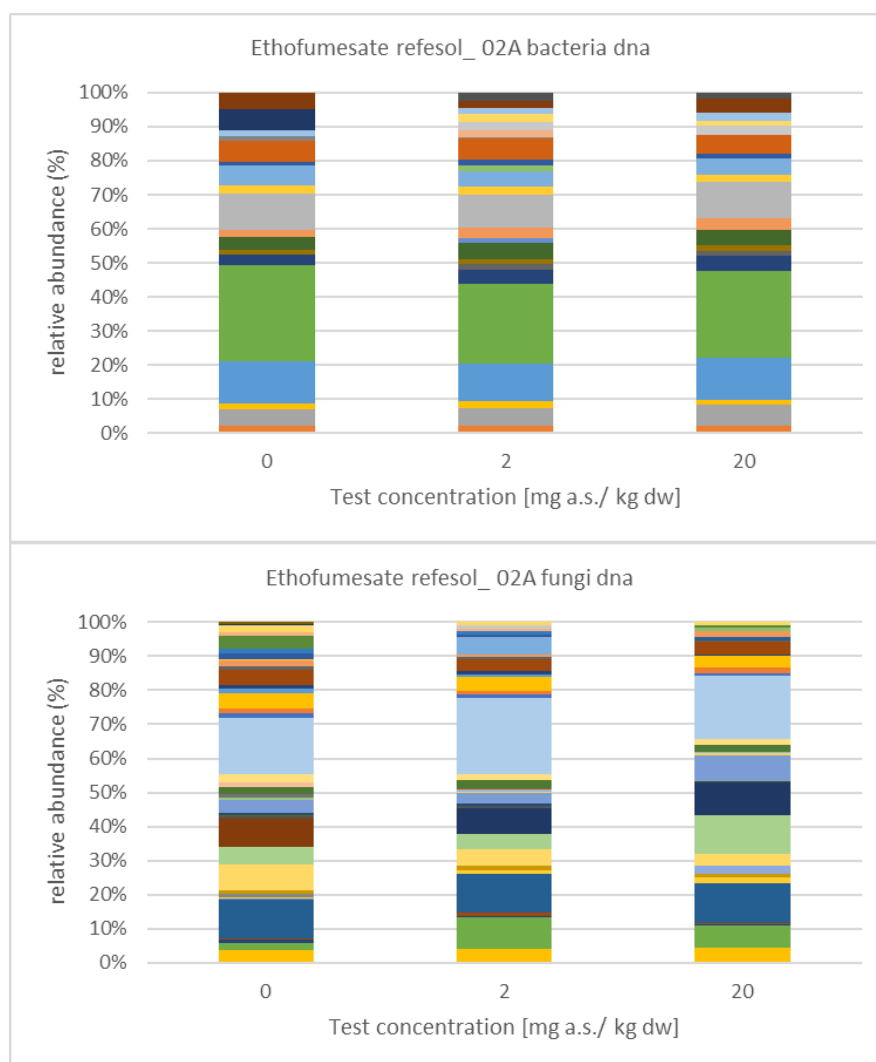 Ethofumesate refesol_ 02A bacteria dna
100%
90%
80%
70%
60%
50%
40%
30%
20%
10%
0%
relative abundance (%)
0 2 20
Test concentration [mg a.s./ kg dw]
Ethofumesate refesol_ 02A fungi dna
100%
90%
80%
70%
60%
50%
40%
30%
20%
10%
0%
relative abundance (%)
0 2 20
Test concentration [mg a.s./ kg dw]